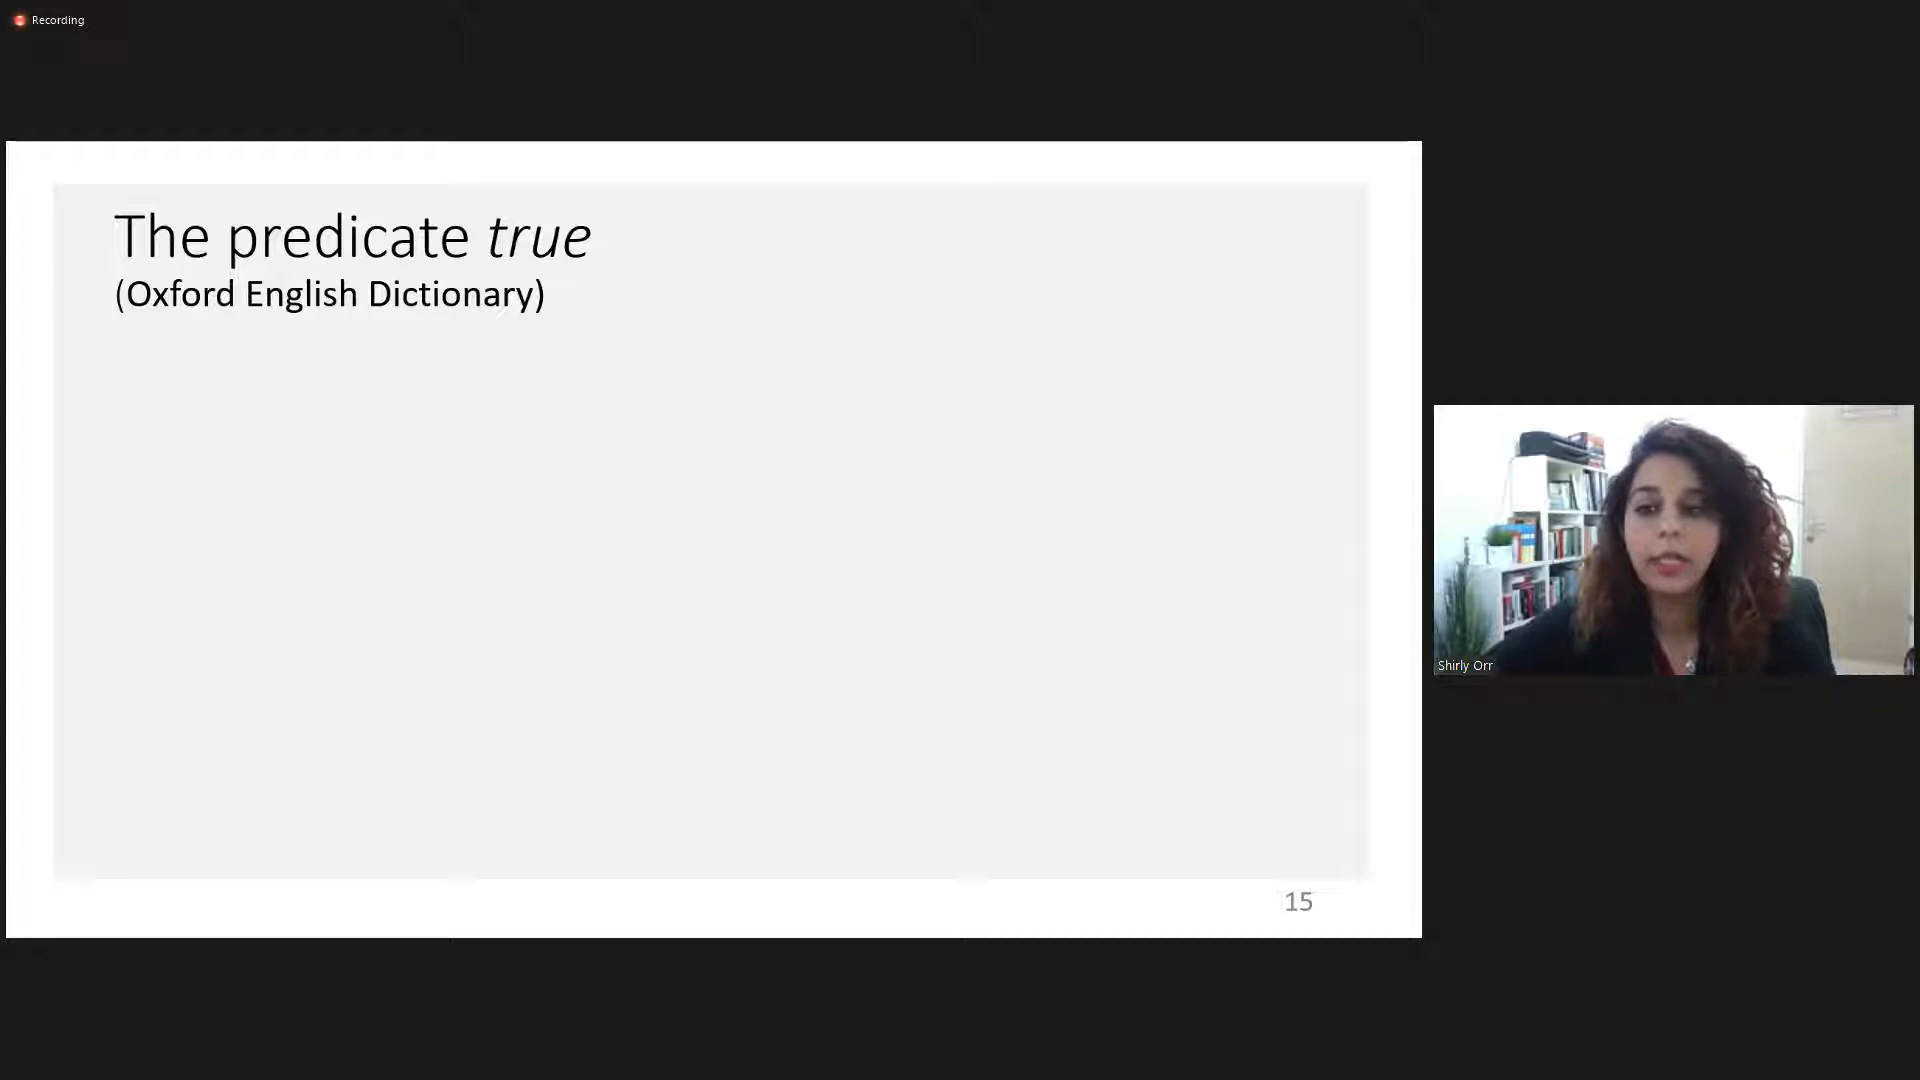 Recording
The predicate true
(Oxford English Dictionary)
15
Shirly Orr